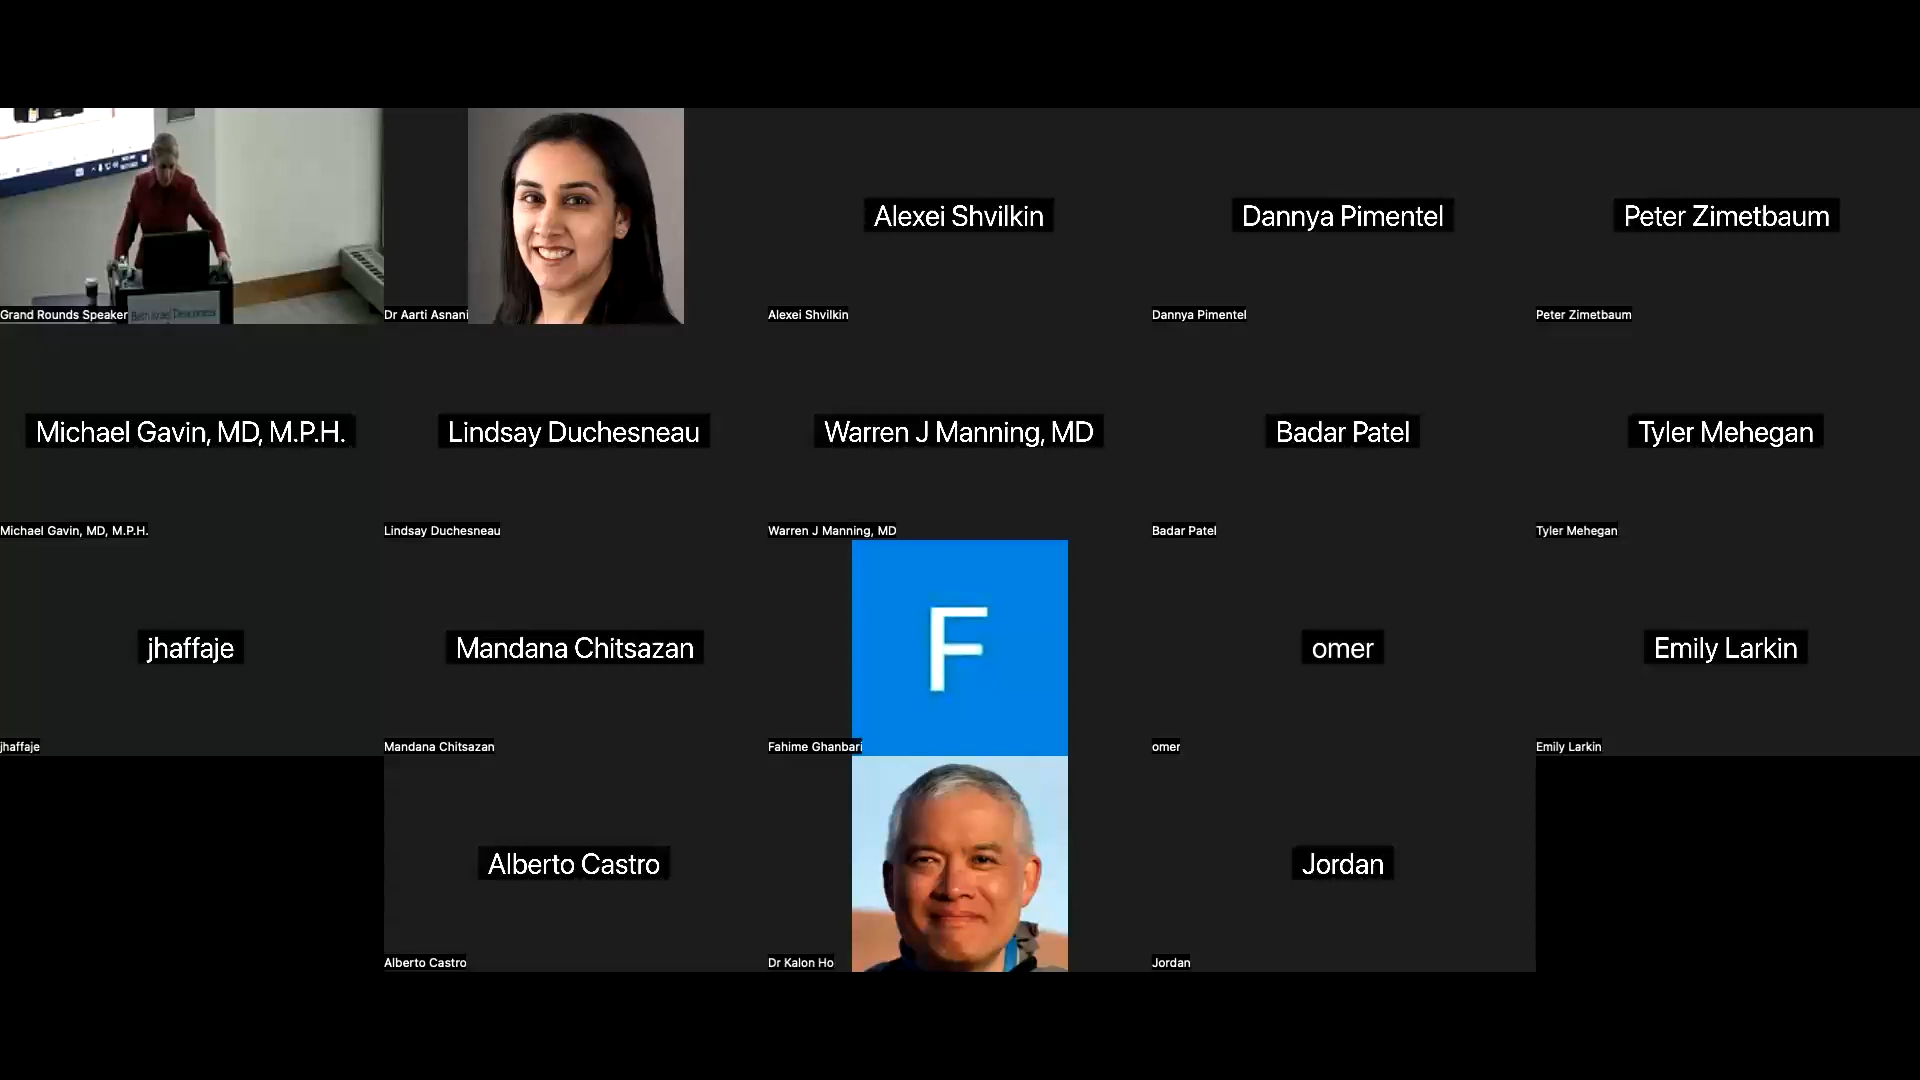 Grand Rounds Speaker
Beth Israel Deaconess
Dr Aarti Asnani
Alexei Shvilkin
Alexei Shvilkin
Dannya Pimentel
Dannya Pimentel
Peter Zimetbaum
Peter Zimetbaum
Michael Gavin, MD, M.P.H.
Michael Gavin, MD, M.P.H.
Lindsay Duchesneau
Lindsay Duchesneau
Warren J Manning, MD
Warren J Manning, MD
Badar Patel
Badar Patel
Tyler Mehegan
Tyler Mehegan
jhaffaje
jhaffaje
Mandana Chitsazan
Mandana Chitsazan
F
Fahime Ghanbari
omer
omer
Emily Larkin
Emily Larkin
Alberto Castro
Alberto Castro
Dr Kalon Ho
Jordan
Jordan